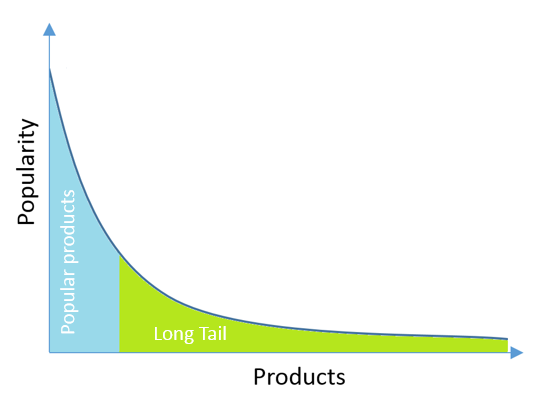 Popularity
Popular products
Long Tail
Products